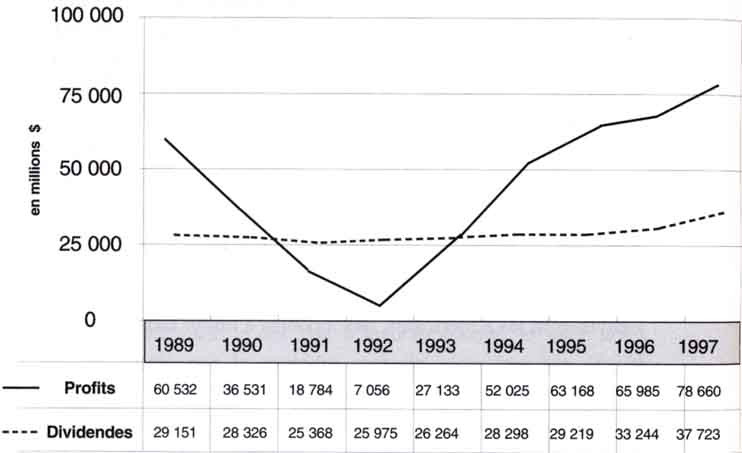 100 000
75 000
50 000
25 000
0
en millions $
1989 1990 1991 1992 1993 1994 1995 1996 1997
Profits 60 532 36 531 18 784 7 056 27 133 52 025 63 168 65 985 78 660
Dividendes 29 151 28 326 25 368 25 975 26 264 28 298 29 219 33 244 37 723